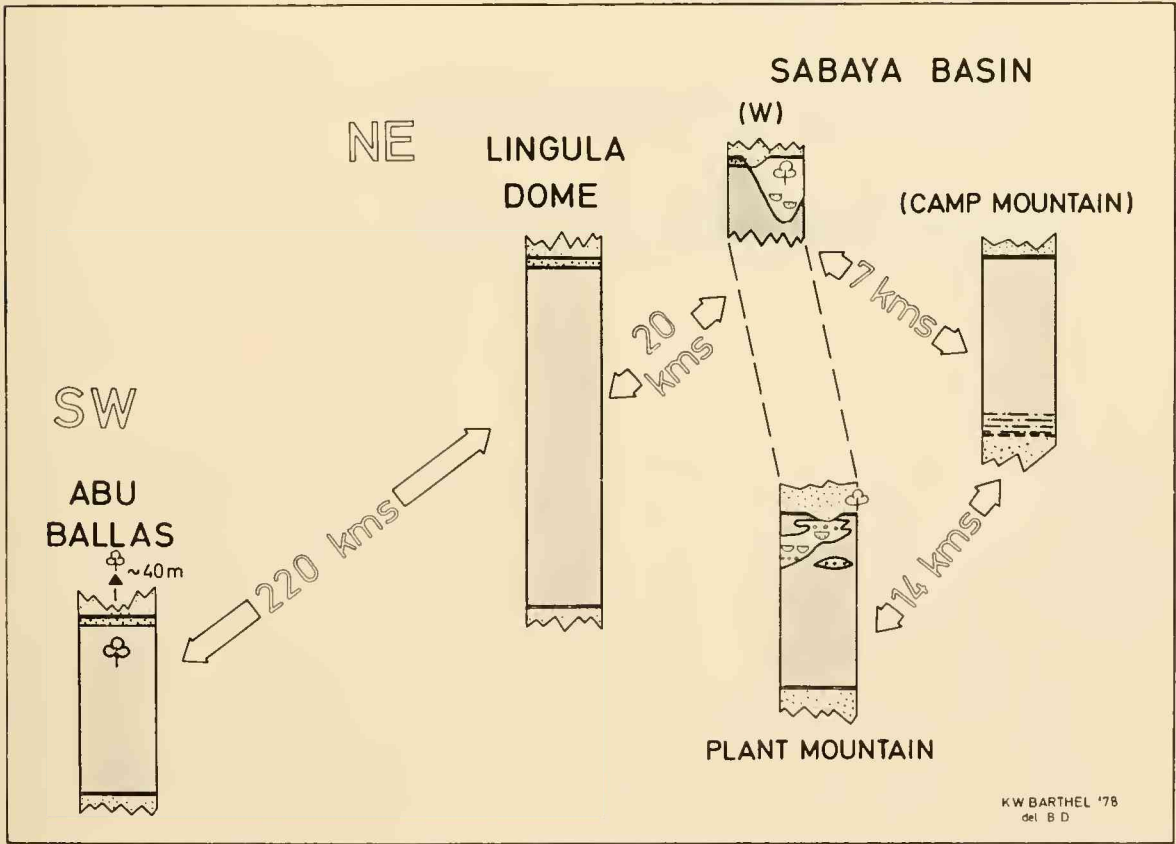 SABAYA BASIN
(W)
NE
LINGULA
DOME
(CAMP MOUNTAIN)
7 kms
20
kms
SW
ABU
BALLAS
~40m
220 kms
14 kms
PLANT MOUNTAIN
KW BARTHEL '78
del B D